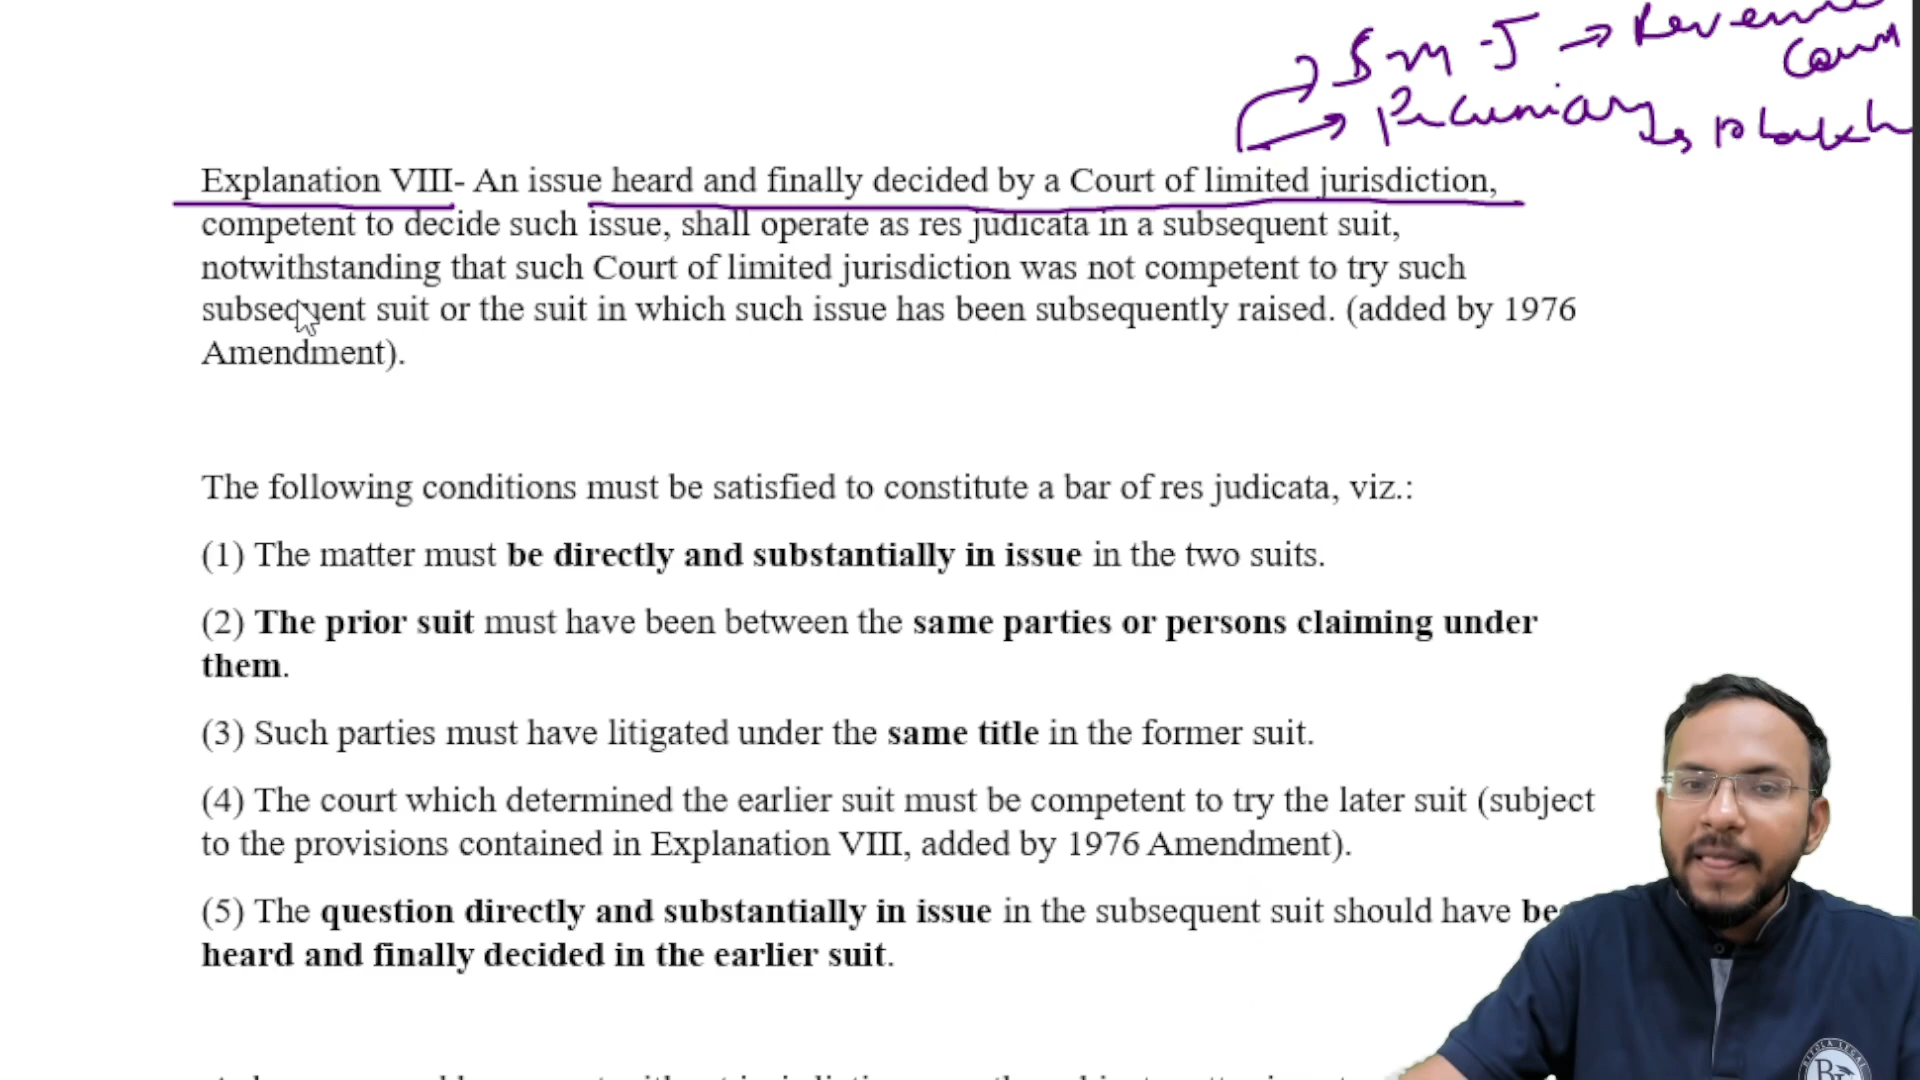 Sm-J → Revenue
Court
→ Pecuniary
Explanation VIII- An issue heard and finally decided by a Court of limited jurisdiction,
competent to decide such issue, shall operate as res judicata in a subsequent suit,
notwithstanding that such Court of limited jurisdiction was not competent to try such
subsequent suit or the suit in which such issue has been subsequently raised. (added by 1976
Amendment).
The following conditions must be satisfied to constitute a bar of res judicata, viz.:
(1) The matter must be directly and substantially in issue in the two suits.
(2) The prior suit must have been between the same parties or persons claiming under
them.
(3) Such parties must have litigated under the same title in the former suit.
(4) The court which determined the earlier suit must be competent to try the later suit (subject
to the provisions contained in Explanation VIII, added by 1976 Amendment).
(5) The question directly and substantially in issue in the subsequent suit should have
heard and finally decided in the earlier suit.